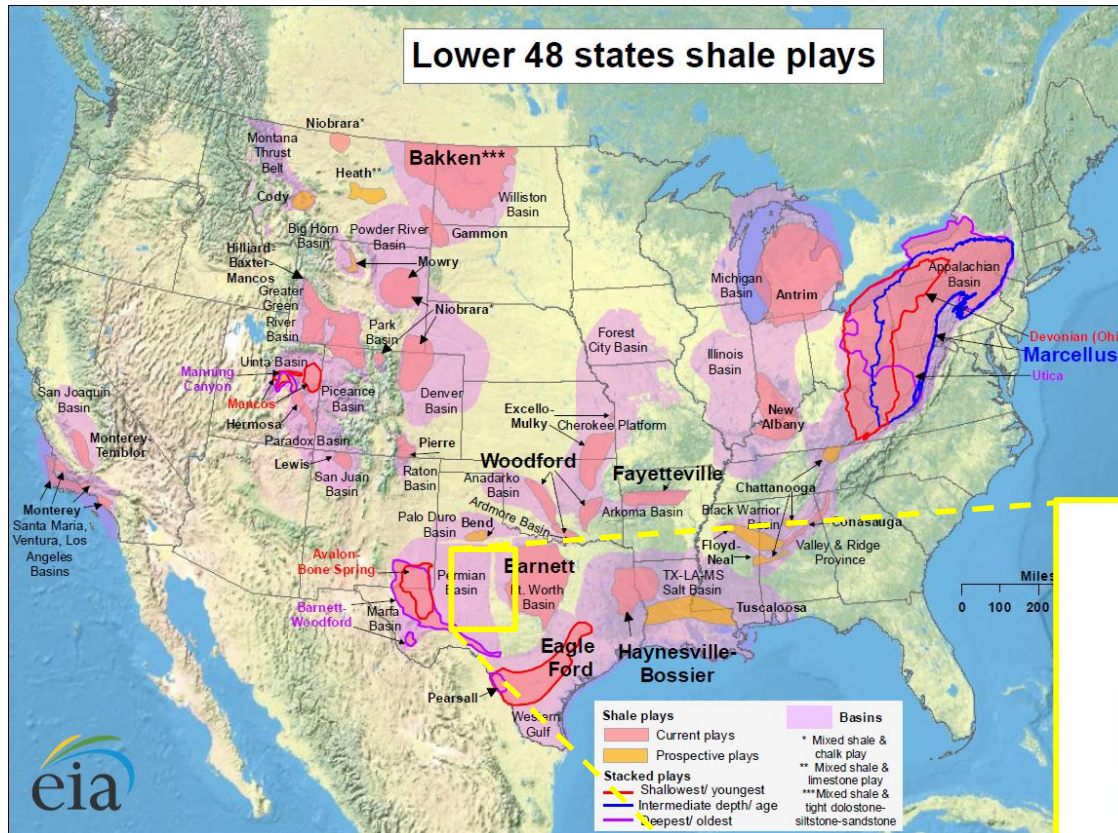 Lower 48 states shale plays
Niobrara*
Montana
Thrust
Belt
Bakken***
Heath**
Cody
Williston
Basin
Big Horn
Basin
Powder River
Basin
Gammon
Hilliard-
Baxter-
Mancos
Mowry
Greater
Green
River
Basin
Park
Basin
Niobrara*
Michigan
Basin
Antrim
Appalachian
Basin
Devonian (Ohi
Marcellus
Utica
Forest
City Basin
Illinois
Basin
Uinta Basin
Manning
Canyon
Mancos
Piceance
Basin
Denver
Basin
San Joaquin
Basin
Hermosa
Paradox Basin
Excello-
Mulky
Cherokee Platform
New
Albany
Monterey-
Temblor
Lewis
San Juan
Basin
Pierre
Raton
Basin
Woodford
Anadarko
Basin
Fayetteville
Arkoma Basin
Chattanooga
Black Warrior
Basin
Conasauga
Monterey
Santa Maria,
Ventura, Los
Angeles
Basins
Palo Duro
Basin
Bend
Ardmore Basin
Floyd-
Neal
Valley & Ridge
Province
Avalon-
Bone Spring
Permian
Basin
Barnett
Ft. Worth
Basin
TX-LA-MS
Salt Basin
Tuscaloosa
Miles
0 100 200
Barnett-
Woodford
Marfa
Basin
Eagle
Ford
Haynesville-
Bossier
Pearsall
Western
Gulf
eia
Shale plays
Current plays
Prospective plays
Stacked plays
Shallowest/ youngest
Intermediate depth/ age
Deepest/ oldest
Basins
* Mixed shale &
chalk play
** Mixed shale &
limestone play
***Mixed shale &
tight dolostone-
siltstone-sandstone